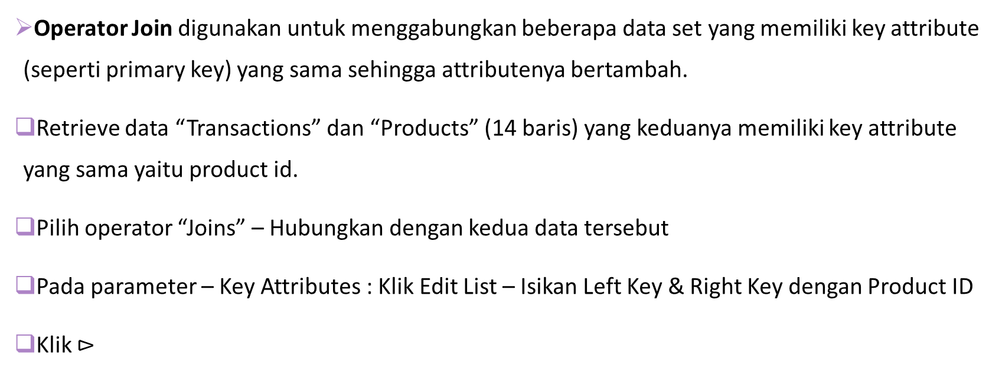 ➢Operator Join digunakan untuk menggabungkan beberapa data set yang memiliki key attribute
(seperti primary key) yang sama sehingga attributenya bertambah.
❑Retrieve data “Transactions” dan “Products” (14 baris) yang keduanya memiliki key attribute
yang sama yaitu product id.
❑Pilih operator “Joins” – Hubungkan dengan kedua data tersebut
❑Pada parameter – Key Attributes : Klik Edit List – Isikan Left Key & Right Key dengan Product ID
❑Klik ⊳